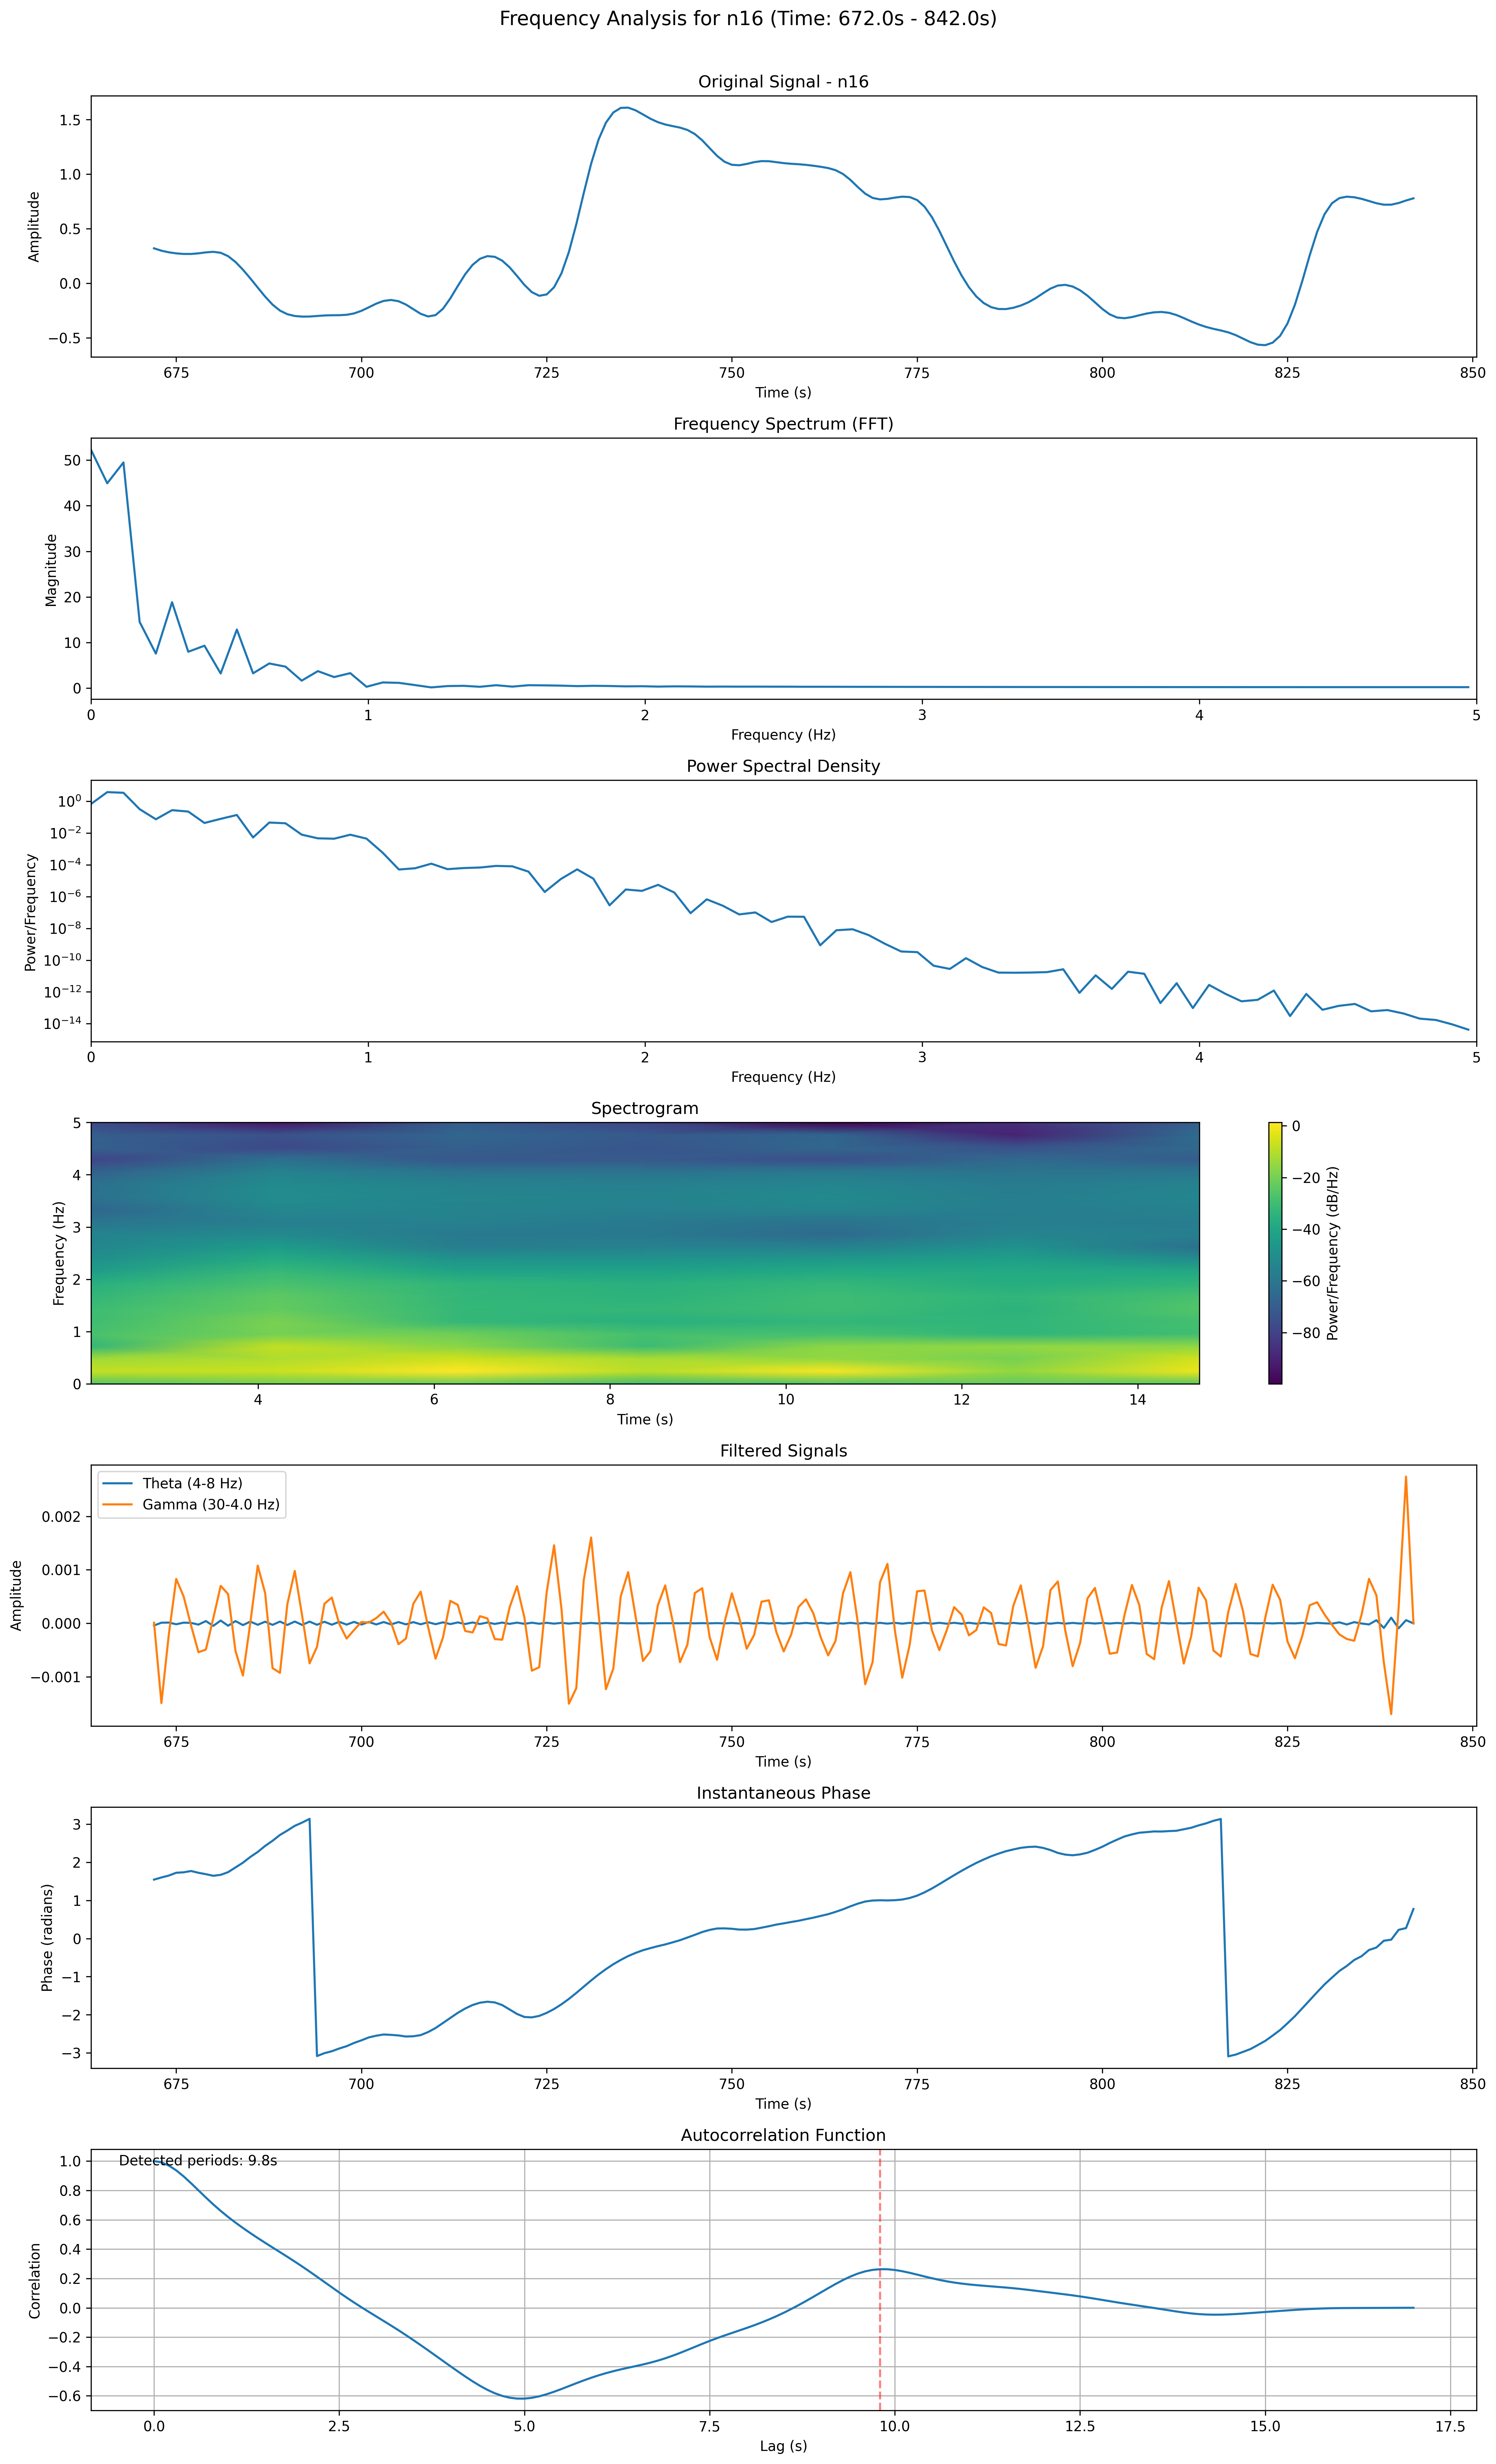 Frequency Analysis for n16 (Time: 672.0s - 842.0s)
Original Signal - n16
1.5
1.0
0.5
0.0
−0.5
Amplitude
675 700 725 750 775 800 825 850
Time (s)
Frequency Spectrum (FFT)
50
40
30
20
10
0
Magnitude
0 1 2 3 4 5
Frequency (Hz)
Power Spectral Density
10⁰
10⁻²
10⁻⁴
10⁻⁶
10⁻⁸
10⁻¹⁰
10⁻¹²
10⁻¹⁴
Power/Frequency
0 1 2 3 4 5
Frequency (Hz)
Spectrogram
5
4
3
2
1
0
Frequency (Hz)
4 6 8 10 12 14
Time (s)
0
−20
−40
−60
−80
Power/Frequency (dB/Hz)
Filtered Signals
Theta (4-8 Hz)
Gamma (30-4.0 Hz)
0.002
0.001
0.000
−0.001
Amplitude
675 700 725 750 775 800 825 850
Time (s)
Instantaneous Phase
3
2
1
0
−1
−2
−3
Phase (radians)
675 700 725 750 775 800 825 850
Time (s)
Autocorrelation Function
Detected periods: 9.8s
1.0
0.8
0.6
0.4
0.2
0.0
−0.2
−0.4
−0.6
Correlation
0.0 2.5 5.0 7.5 10.0 12.5 15.0 17.5
Lag (s)